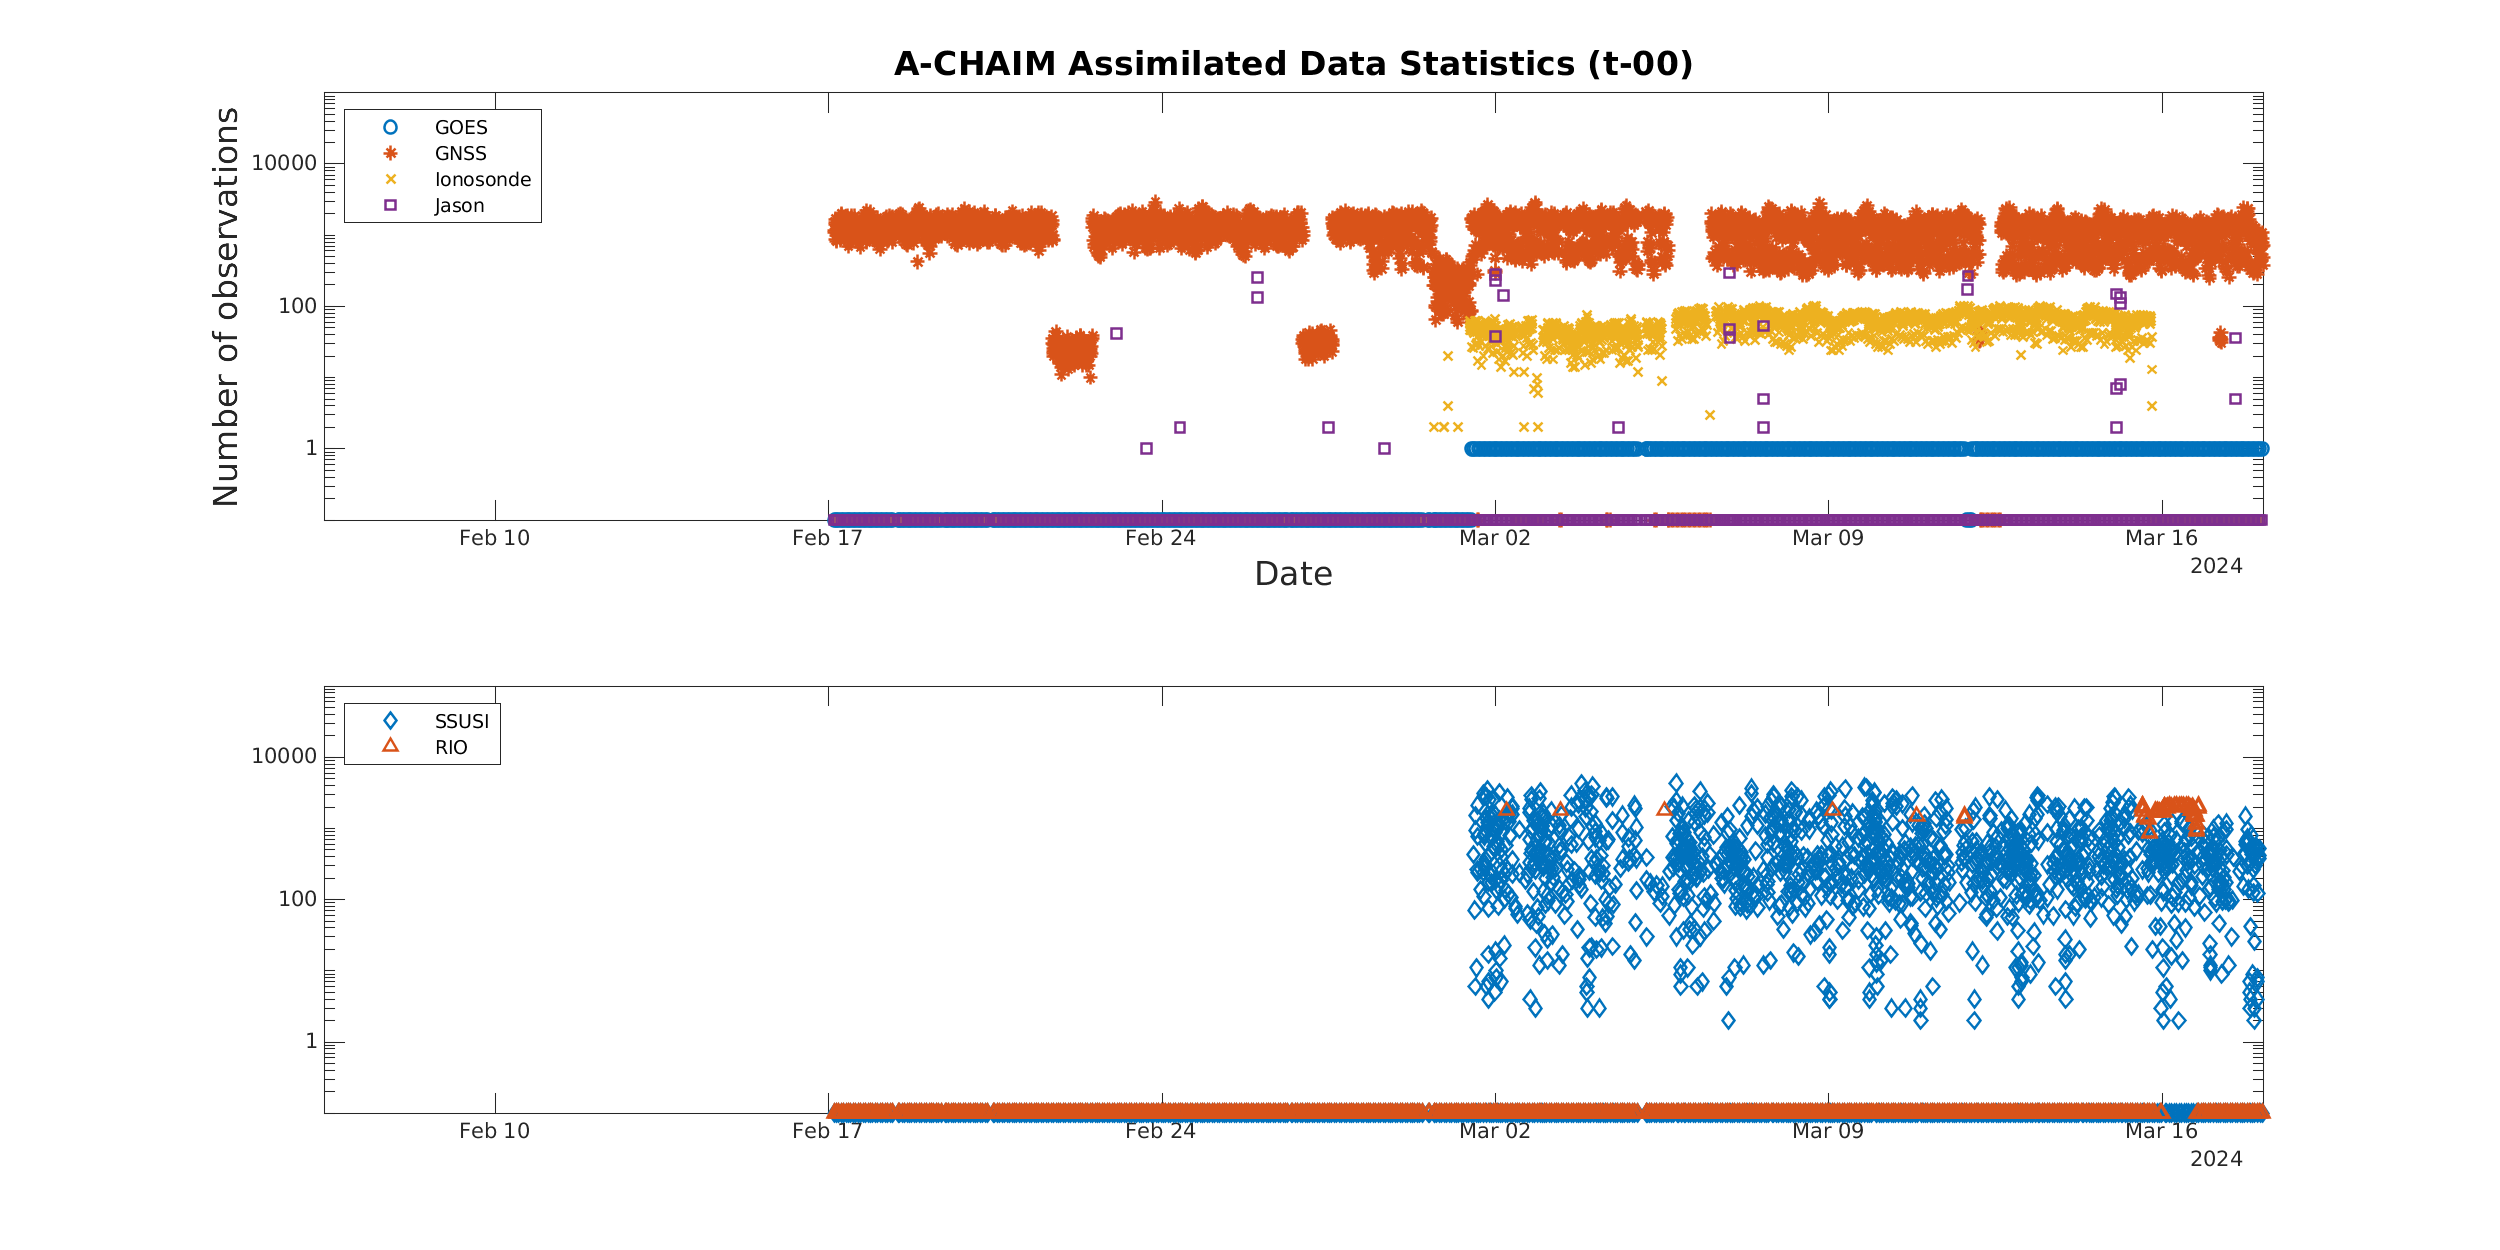 A-CHAIM Assimilated Data Statistics (t-00)
Number of observations
GOES
GNSS
Ionosonde
Jason
10000
100
1
Feb 10
Feb 17
Feb 24
Mar 02
Mar 09
Mar 16
2024
Date
SSUSI
RIO
10000
100
1
Feb 10
Feb 17
Feb 24
Mar 02
Mar 09
Mar 16
2024